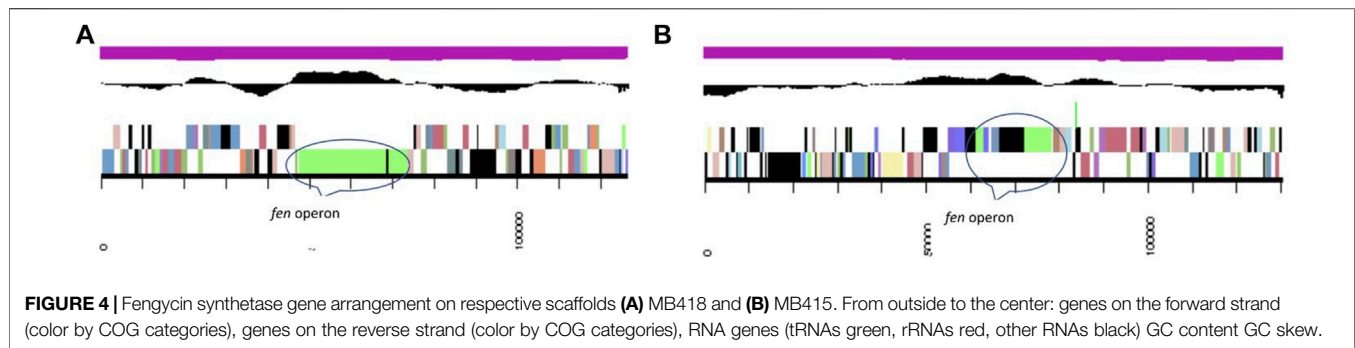 A
B
fen operon
fen operon
0
100000
0
100000
FIGURE 4 | Fengycin synthetase gene arrangement on respective scaffolds (A) MB418 and (B) MB415. From outside to the center: genes on the forward strand
(color by COG categories), genes on the reverse strand (color by COG categories), RNA genes (tRNAs green, rRNAs red, other RNAs black) GC content GC skew.